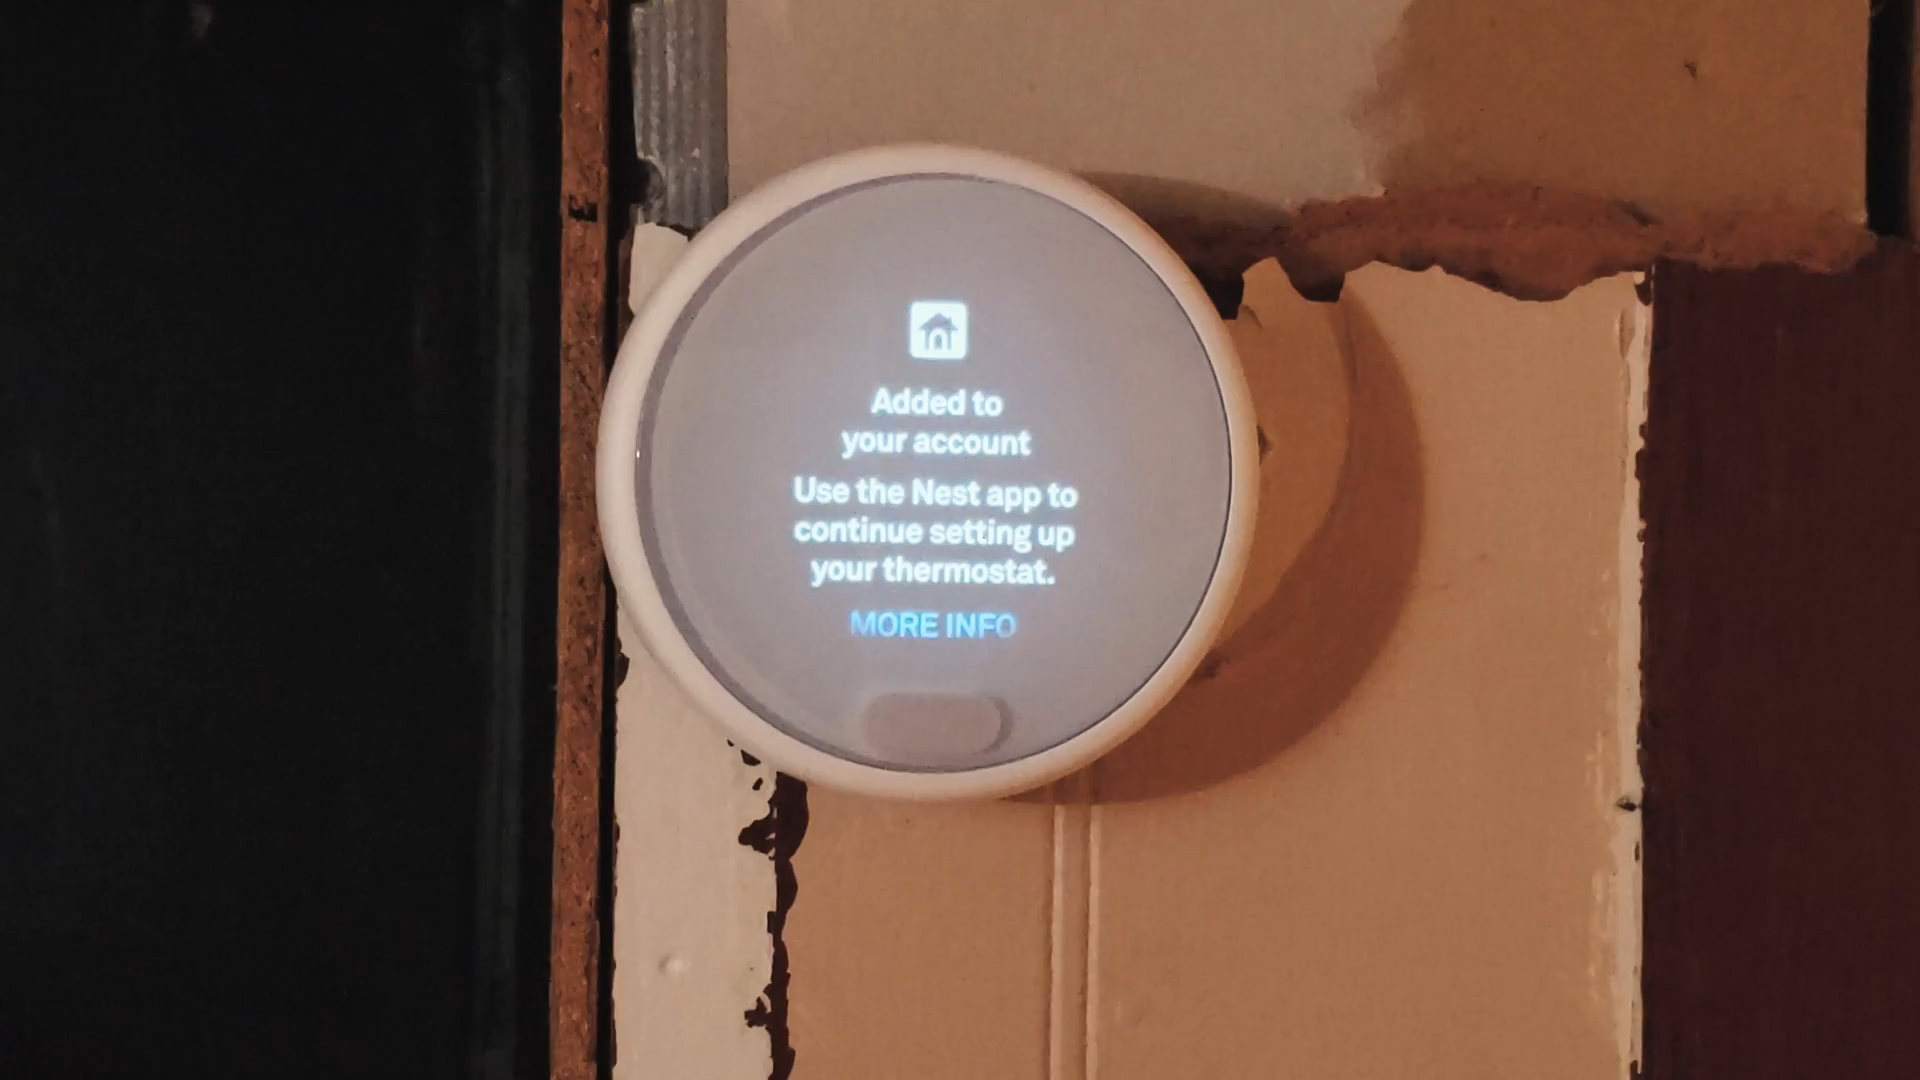 Added to
your account
Use the Nest app to
continue setting up
your thermostat.
MORE INFO